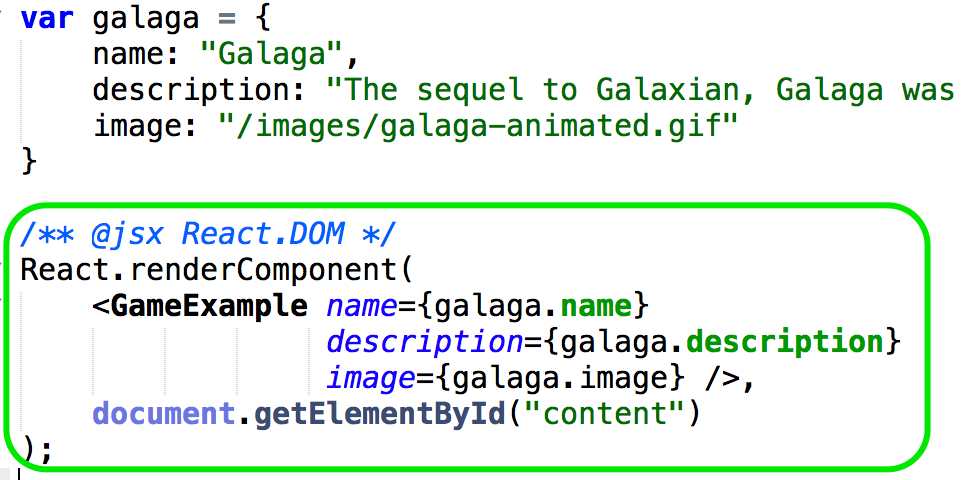 var galaga = {
name: "Galaga",
description: "The sequel to Galaxian, Galaga was
image: "/images/galaga-animated.gif"
}
/** @jsx React.DOM */
React.renderComponent(
<GameExample name={galaga.name}
description={galaga.description}
image={galaga.image} />,
document.getElementById("content")
);